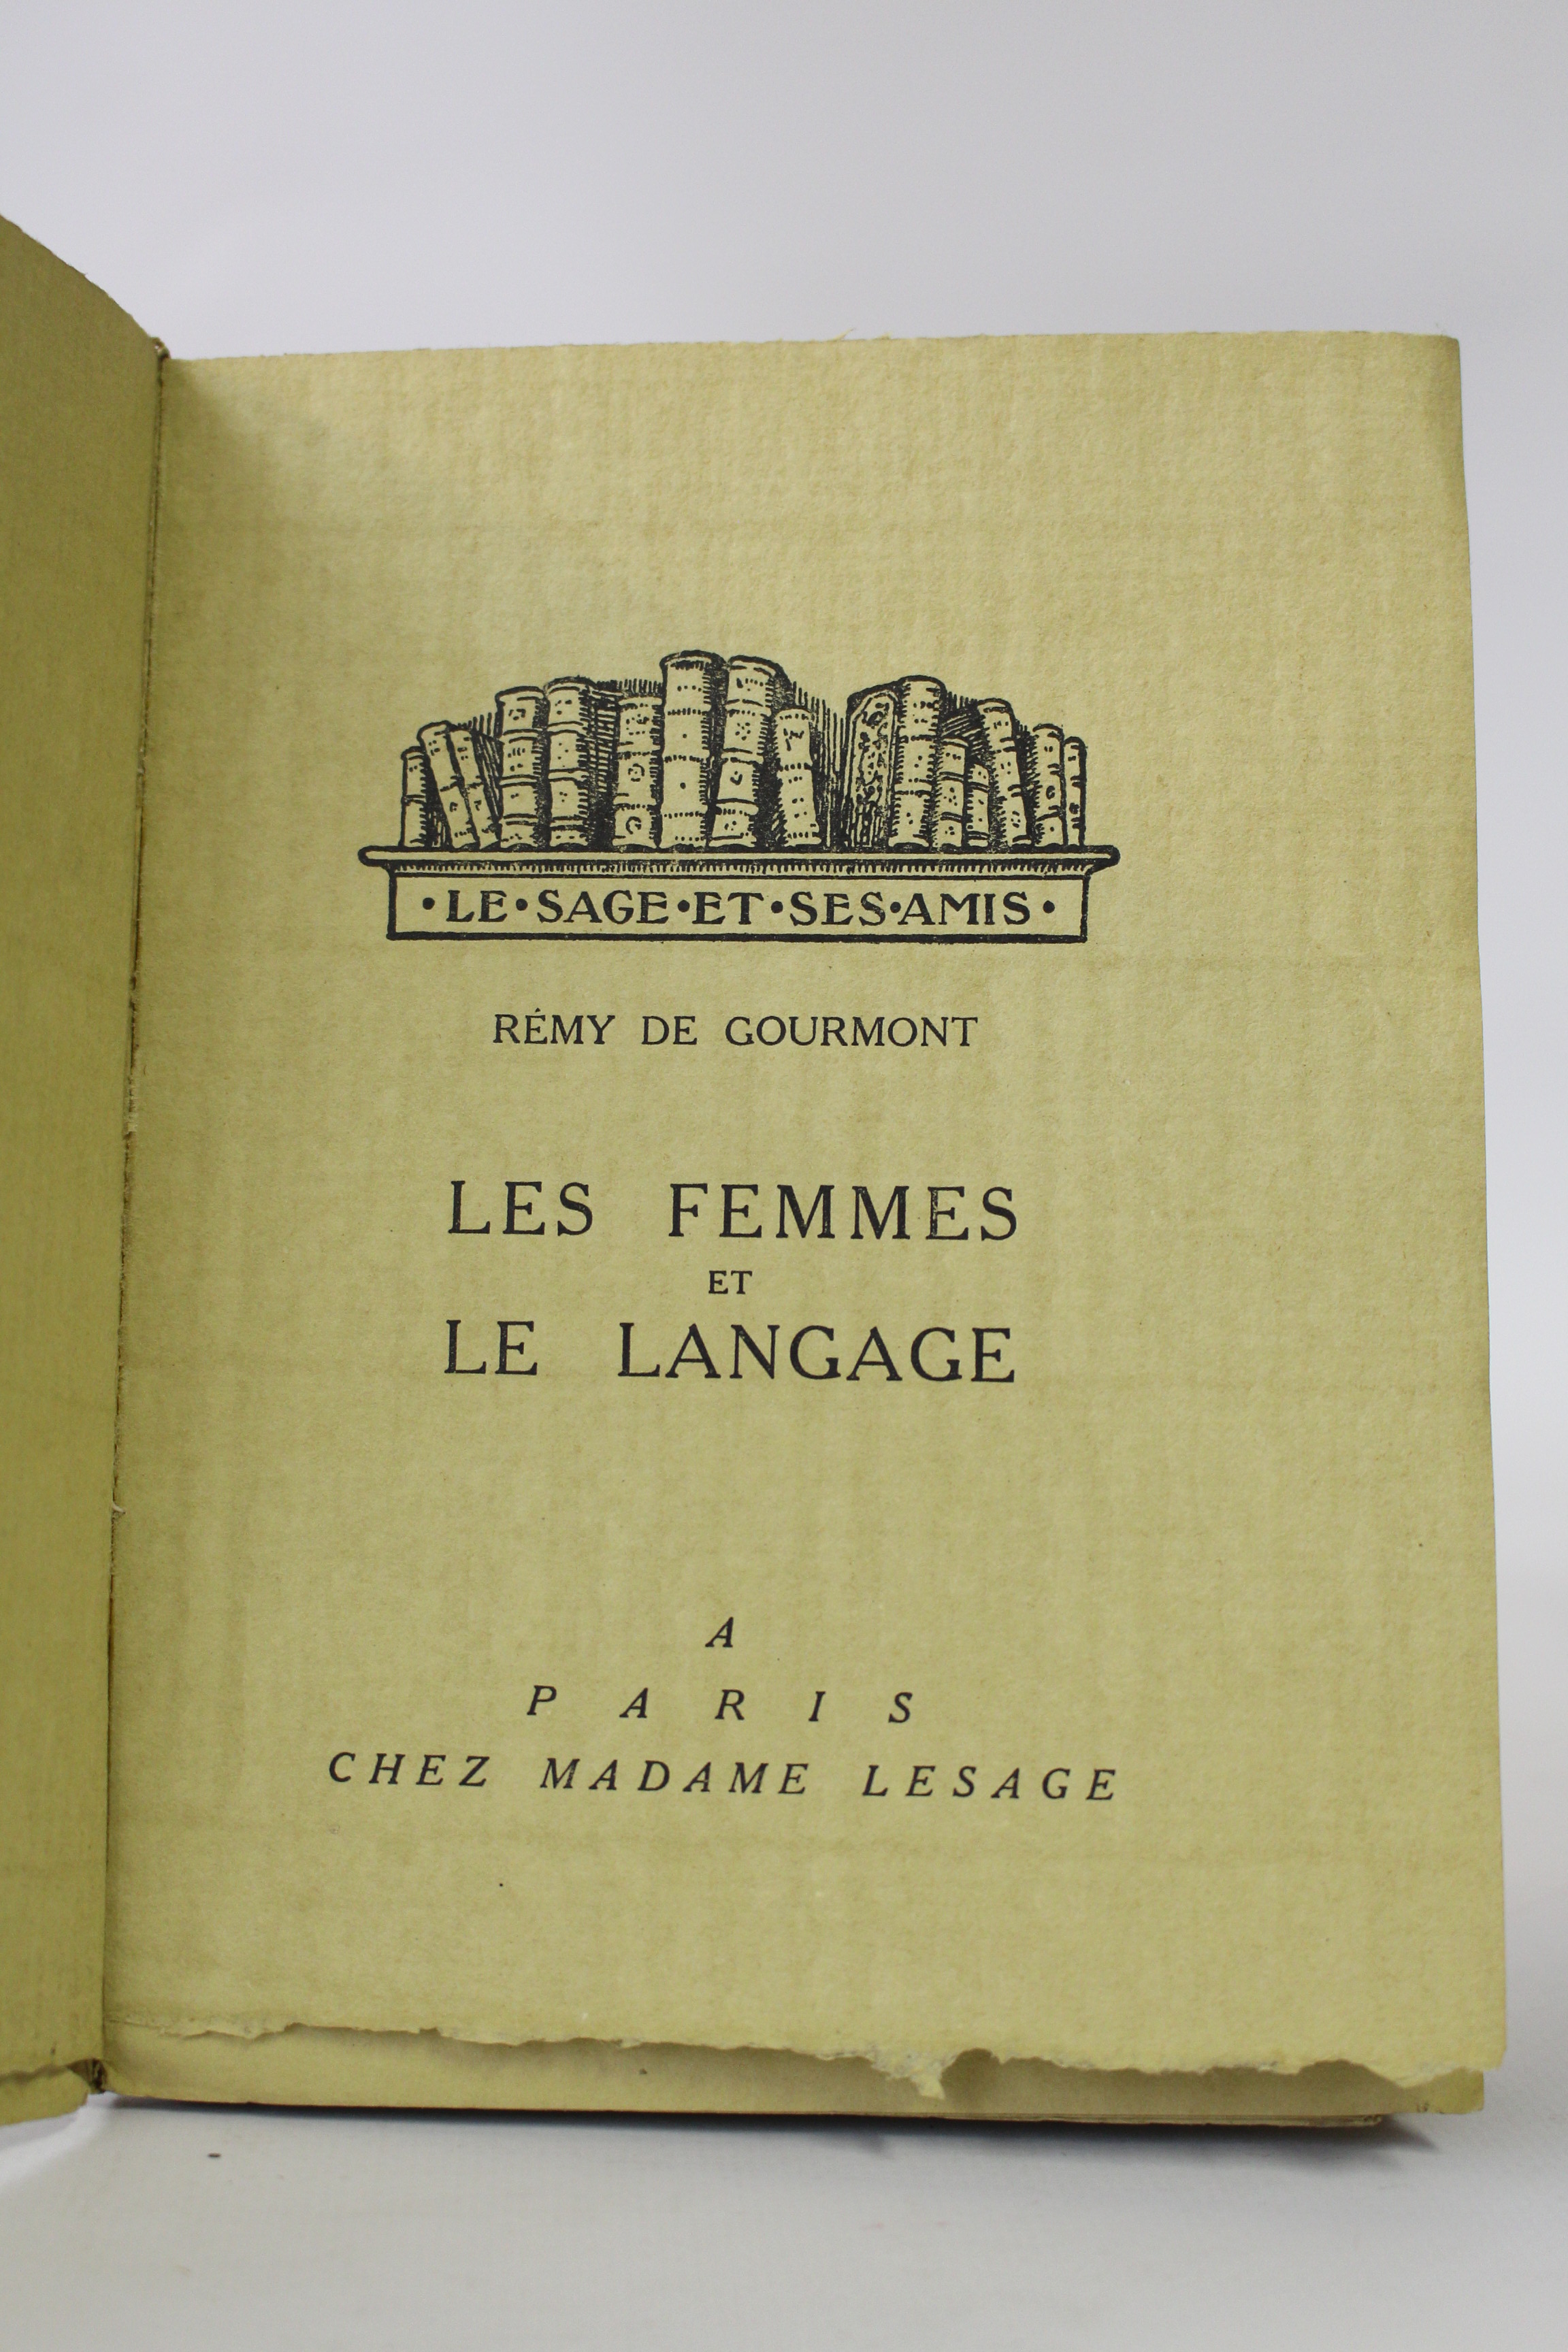 •LE•SAGE•ET•SES•AMIS•
RÉMY DE GOURMONT
LES FEMMES
ET
LE LANGAGE
A
PARIS
CHEZ MADAME LESAGE